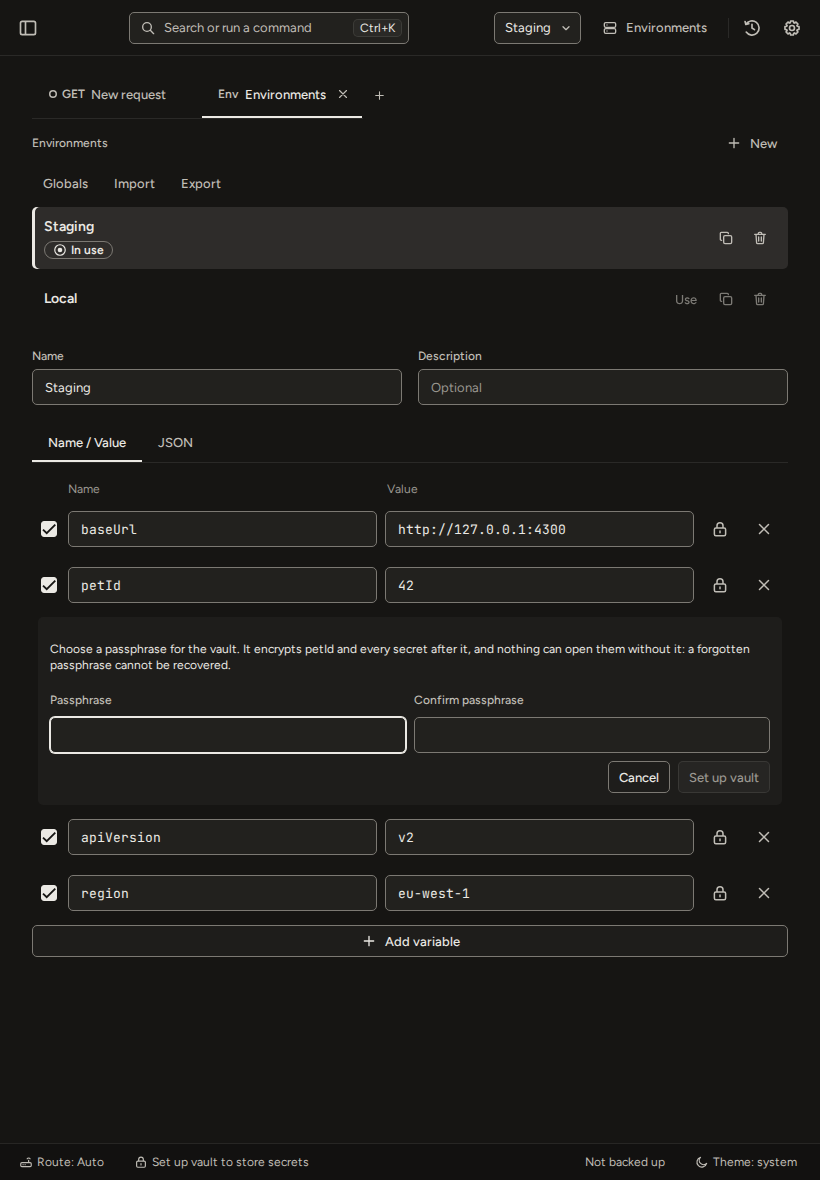 Search or run a command Ctrl+K Staging Environments
GET New request Env Environments
Environments New
Globals Import Export
Staging
In use
Local Use
Name Description
Staging Optional
Name / Value JSON
Name Value
baseUrl http://127.0.0.1:4300
petId 42
Choose a passphrase for the vault. It encrypts petId and every secret after it, and nothing can open them without it: a forgotten
passphrase cannot be recovered.
Passphrase Confirm passphrase
Cancel Set up vault
apiVersion v2
region eu-west-1
Add variable
Route: Auto Set up vault to store secrets Not backed up Theme: system